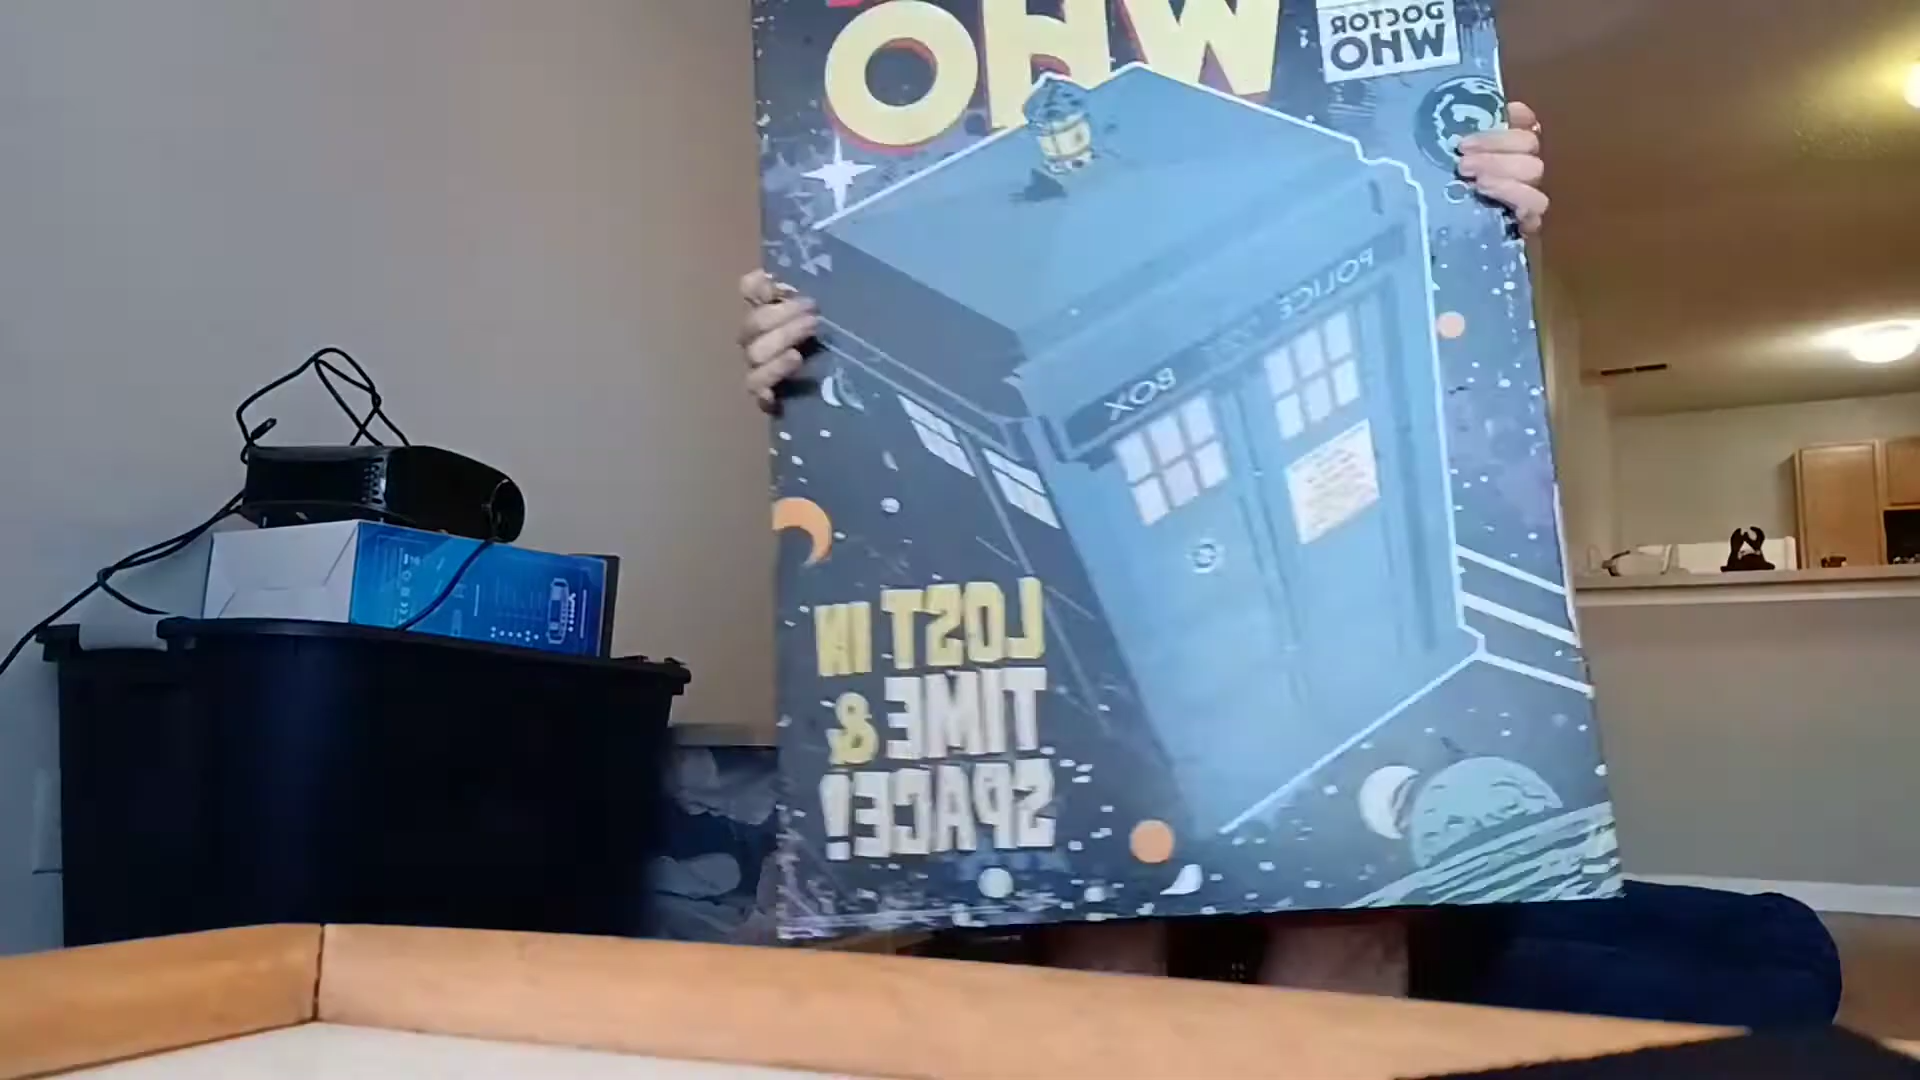 WHO
DOCTOR
WHO
POLICE
BOX
LOST IN
TIME &
SPACE!